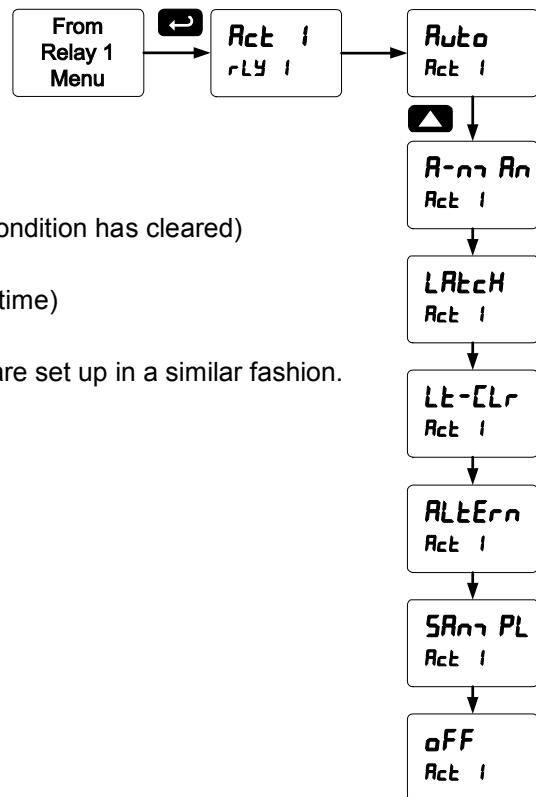 From
Relay 1
Menu
Act 1
rLY 1
Auto
Act 1
A-mAn
Act 1
ondition has cleared)
LAtcH
Act 1
time)
are set up in a similar fashion.
Lt-CLr
Act 1
ALtErn
Act 1
SAmPL
Act 1
oFF
Act 1